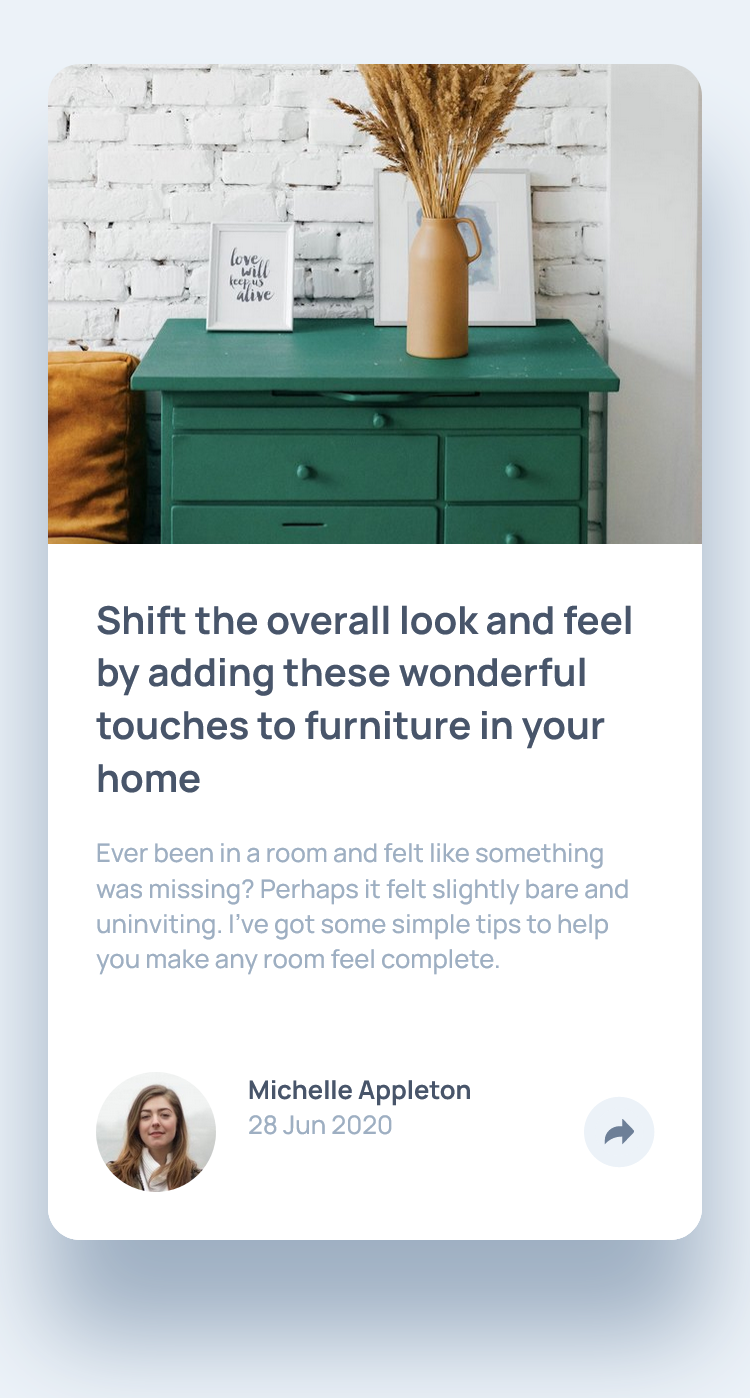 love
will
keep us
alive
Shift the overall look and feel
by adding these wonderful
touches to furniture in your
home
Ever been in a room and felt like something
was missing? Perhaps it felt slightly bare and
uninviting. I’ve got some simple tips to help
you make any room feel complete.
Michelle Appleton
28 Jun 2020